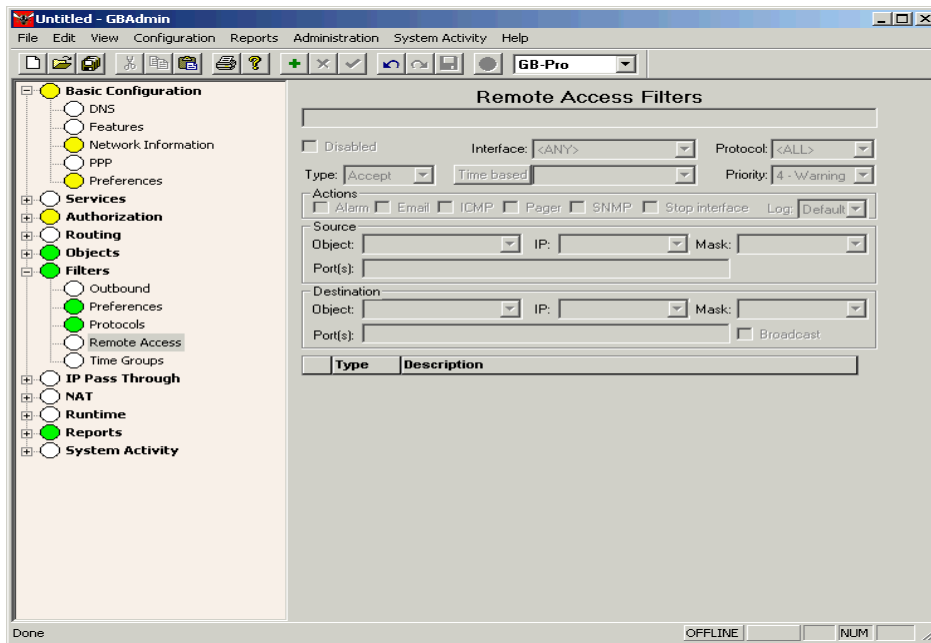 Untitled - GBAdmin
File Edit View Configuration Reports Administration System Activity Help
GB-Pro
Basic Configuration
DNS
Features
Network Information
PPP
Preferences
Services
Authorization
Routing
Objects
Filters
Outbound
Preferences
Protocols
Remote Access
Time Groups
IP Pass Through
NAT
Runtime
Reports
System Activity
Remote Access Filters
Disabled Interface: <ANY> Protocol: <ALL>
Type: Accept Time based Priority: 4 - Warning
Actions
Alarm Email ICMP Pager SNMP Stop interface Log: Default
Source
Object: IP: Mask:
Port(s):
Destination
Object: IP: Mask:
Port(s): Broadcast
Type Description
Done OFFLINE NUM